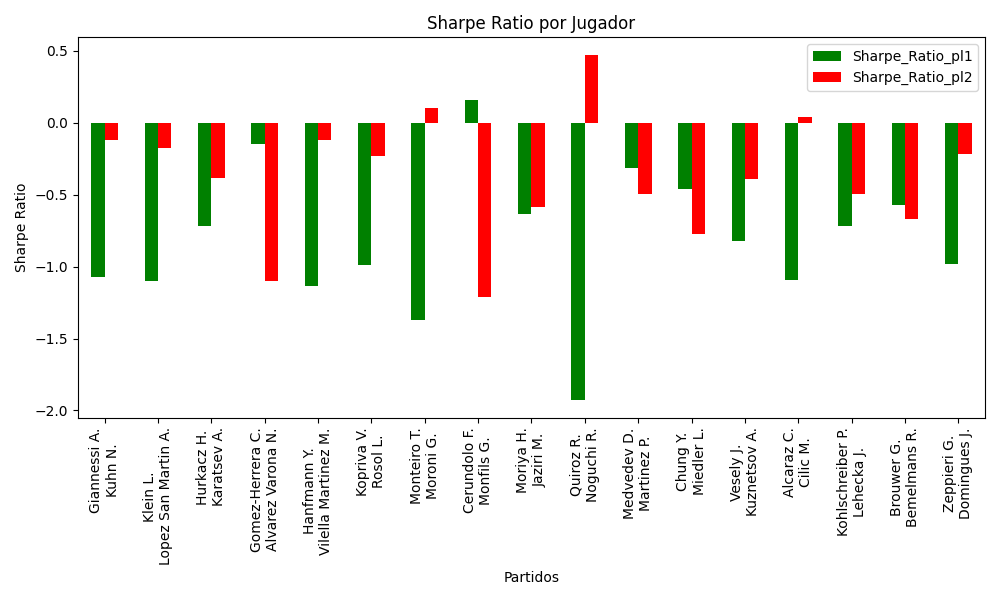 Sharpe Ratio por Jugador
Sharpe_Ratio_pl1
Sharpe_Ratio_pl2
Sharpe Ratio
0.5
0.0
−0.5
−1.0
−1.5
−2.0
Giannessi A.
Kuhn N.
Klein L.
Lopez San Martin A.
Hurkacz H.
Karatsev A.
Gomez-Herrera C.
Alvarez Varona N.
Hanfmann Y.
Vilella Martinez M.
Kopriva V.
Rosol L.
Monteiro T.
Moroni G.
Cerundolo F.
Monfils G.
Moriya H.
Jaziri M.
Quiroz R.
Noguchi R.
Medvedev D.
Martinez P.
Chung Y.
Miedler L.
Vesely J.
Kuznetsov A.
Alcaraz C.
Cilic M.
Kohlschreiber P.
Lehecka J.
Brouwer G.
Bemelmans R.
Zeppieri G.
Domingues J.
Partidos